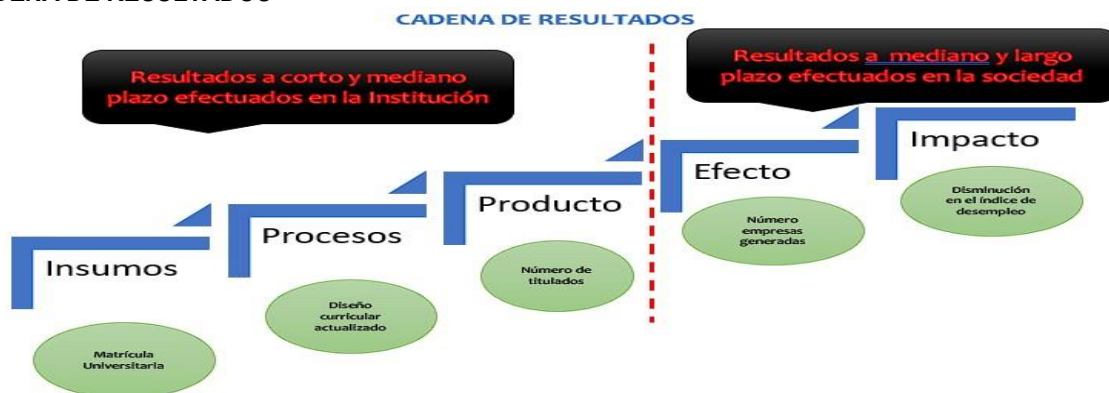 CADENA DE RESULTADOS
Resultados a corto y mediano
plazo efectuados en la Institución
Resultados a mediano y largo
plazo efectuados en la sociedad
Insumos
Matrícula
Universitaria
Procesos
Diseño
curricular
actualizado
Producto
Número de
titulados
Efecto
Número
empresas
generadas
Impacto
Disminución
en el índice de
desempleo